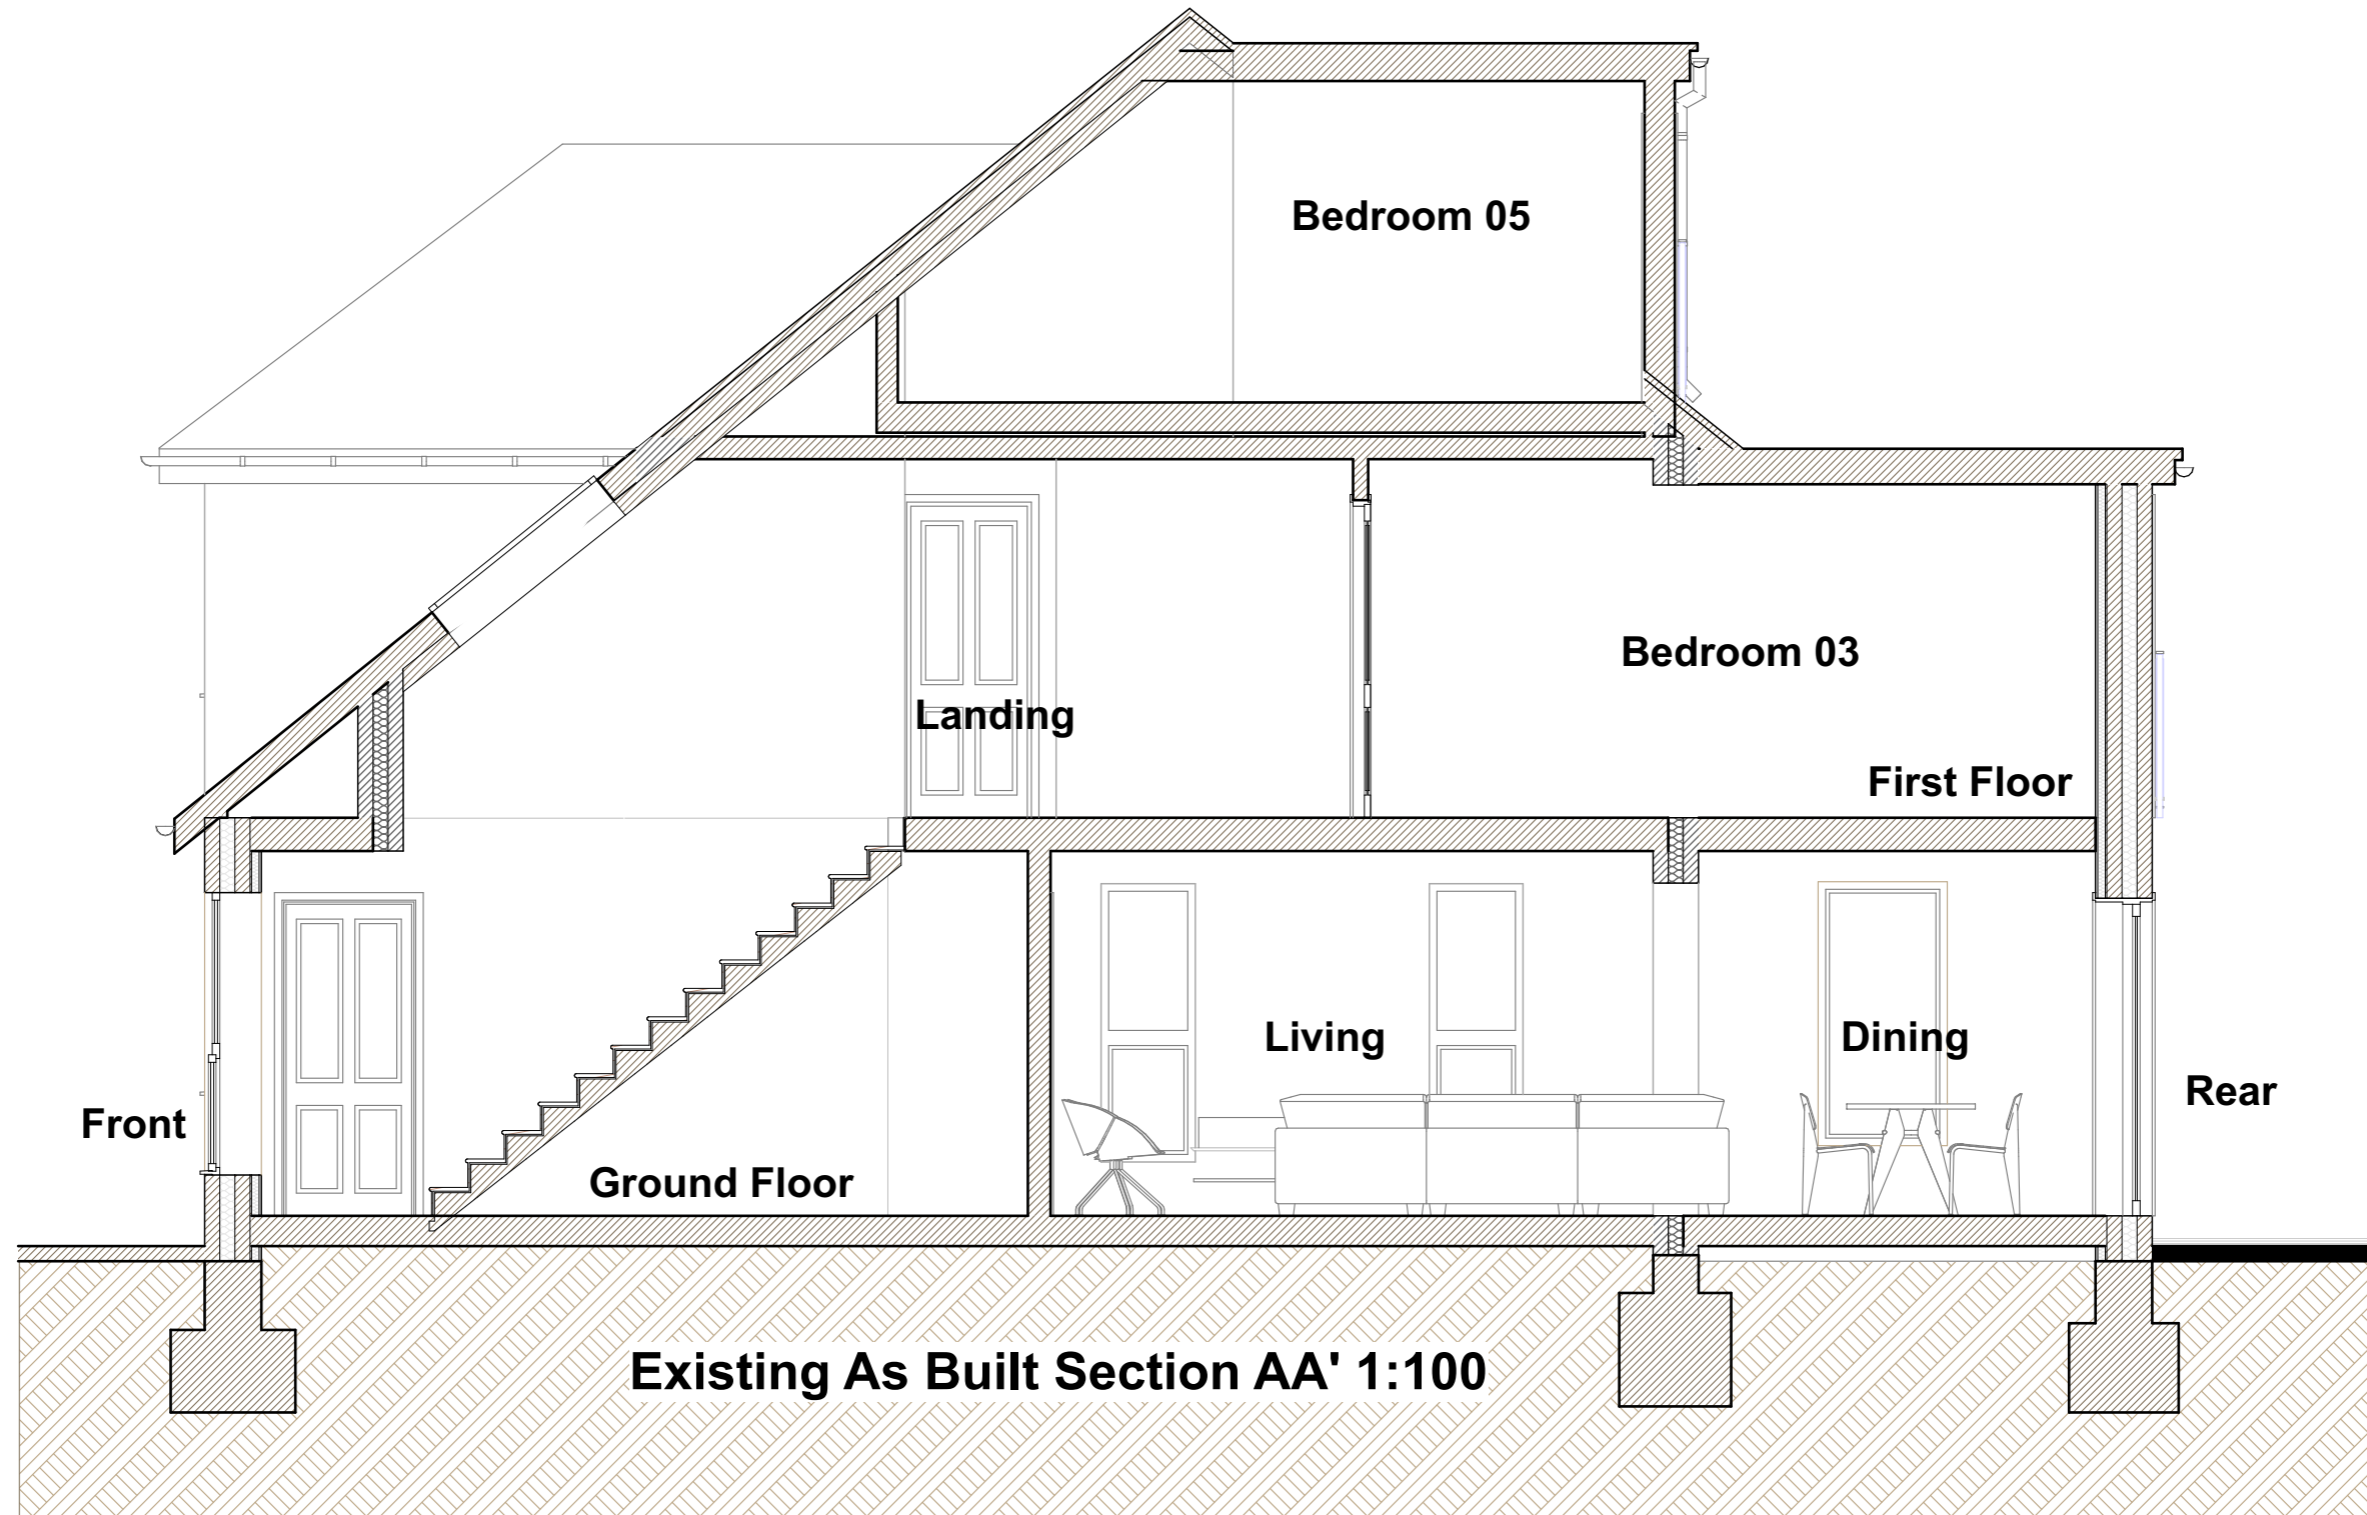 Bedroom 05
Bedroom 03
Landing
First Floor
Living
Dining
Rear
Front
Ground Floor
Existing As Built Section AA' 1:100